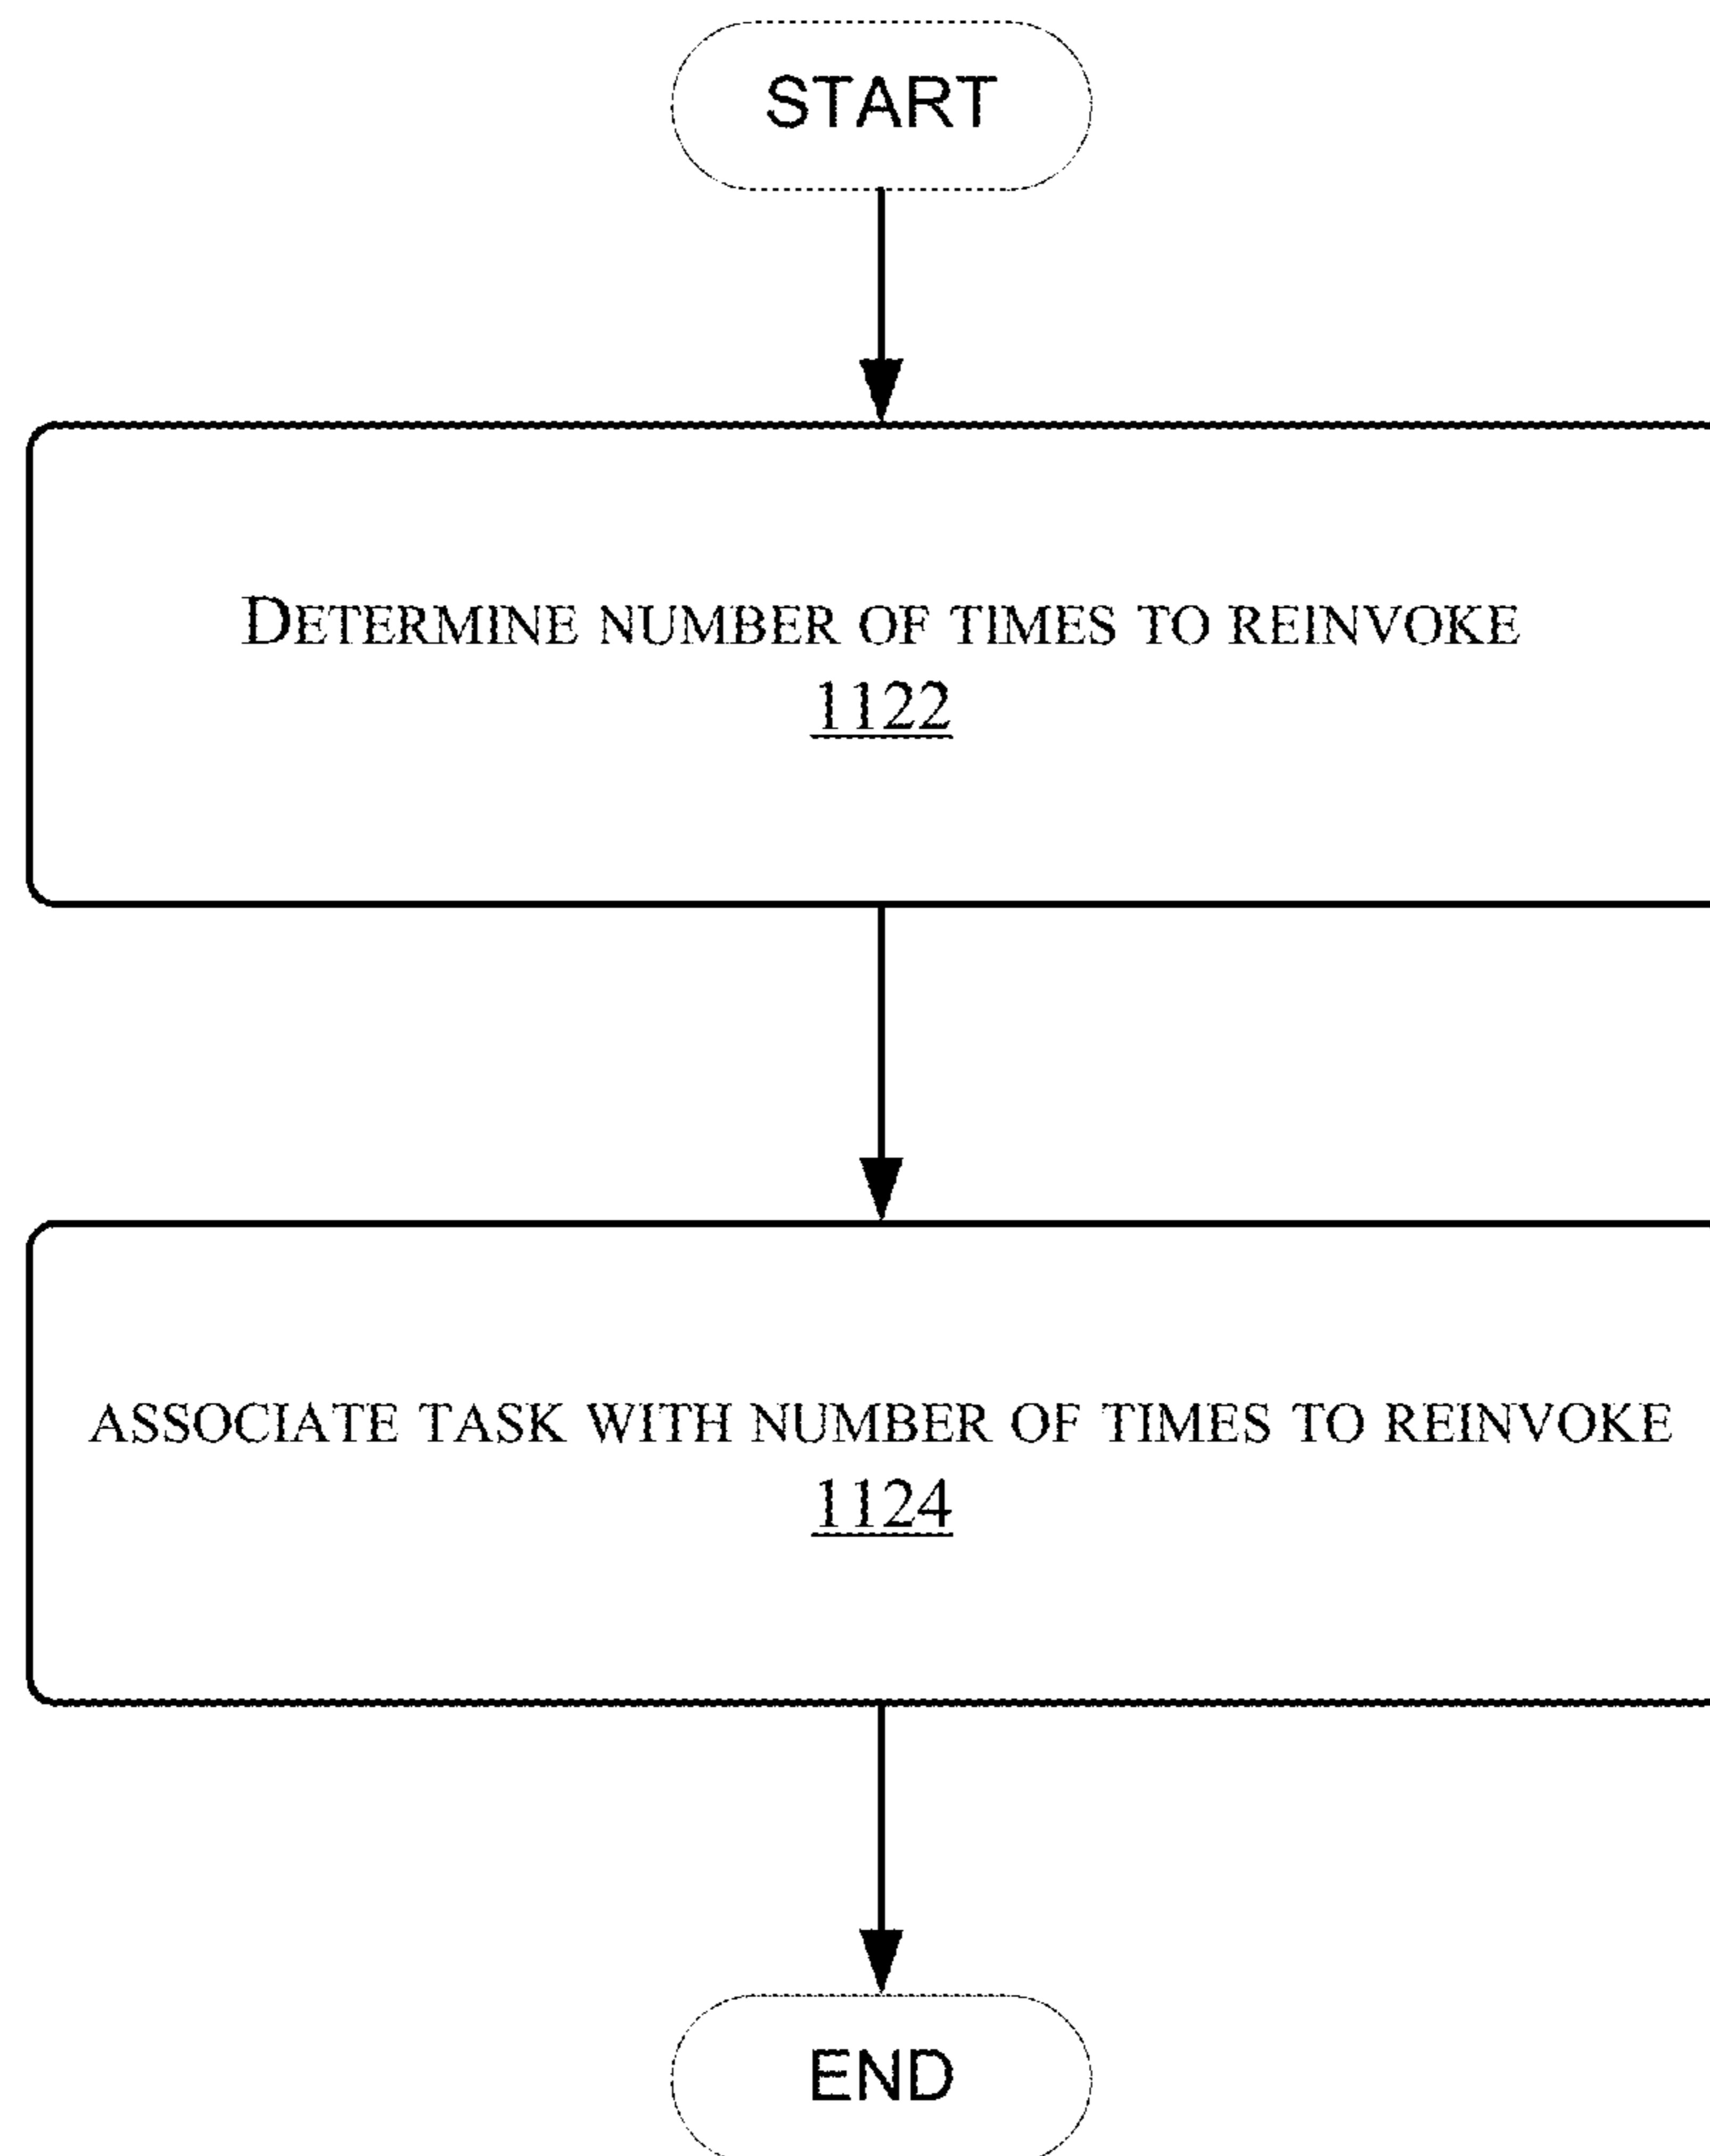 START
DETERMINE NUMBER OF TIMES TO REINVOKE
1122
ASSOCIATE TASK WITH NUMBER OF TIMES TO REINVOKE
1124
END